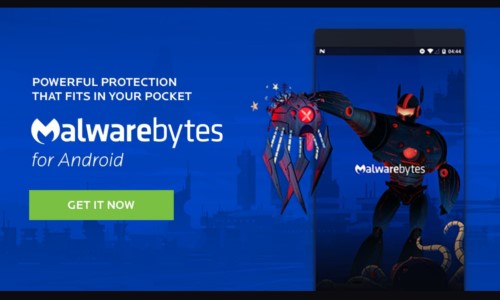 POWERFUL PROTECTION
THAT FITS IN YOUR POCKET
Malwarebytes
for Android
GET IT NOW
N
04:44
Malwarebytes